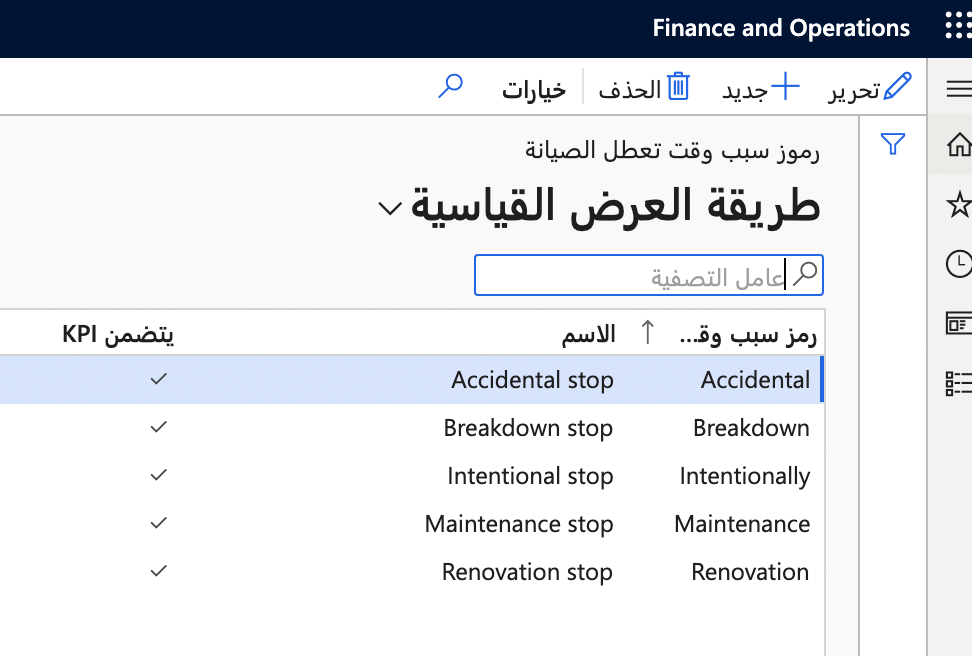 Finance and Operations
تحرير جديد الحذف خيارات
رموز سبب وقت تعطل الصيانة
طريقة العرض القياسية
عامل التصفية
رمز سبب وقـ... الاسم يتضمن KPI
Accidental Accidental stop
Breakdown Breakdown stop
Intentionally Intentional stop
Maintenance Maintenance stop
Renovation Renovation stop